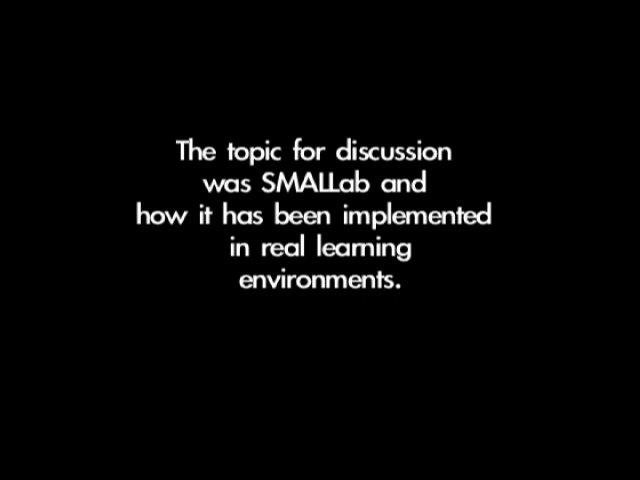 The topic for discussion
was SMALLab and
how it has been implemented
in real learning
environments.